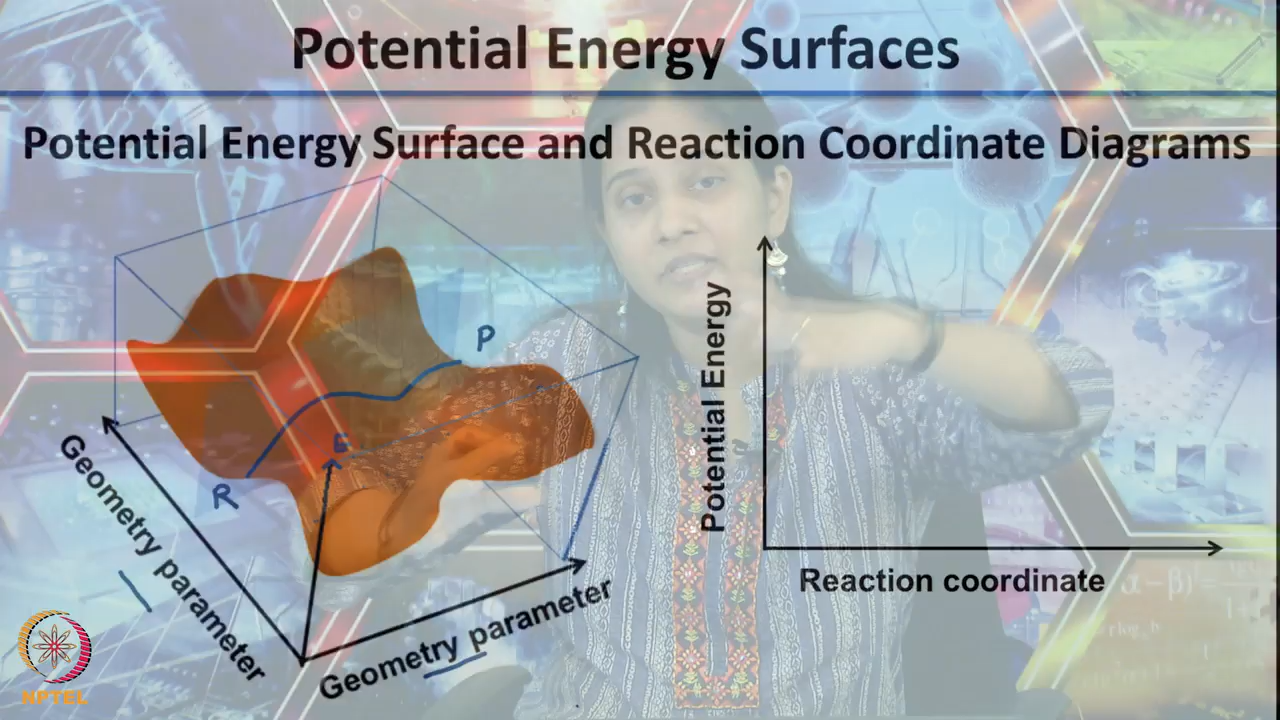 Potential Energy Surfaces
Potential Energy Surface and Reaction Coordinate Diagrams
P
E
R
Geometry parameter
Geometry parameter
Potential Energy
Reaction coordinate
NPTEL